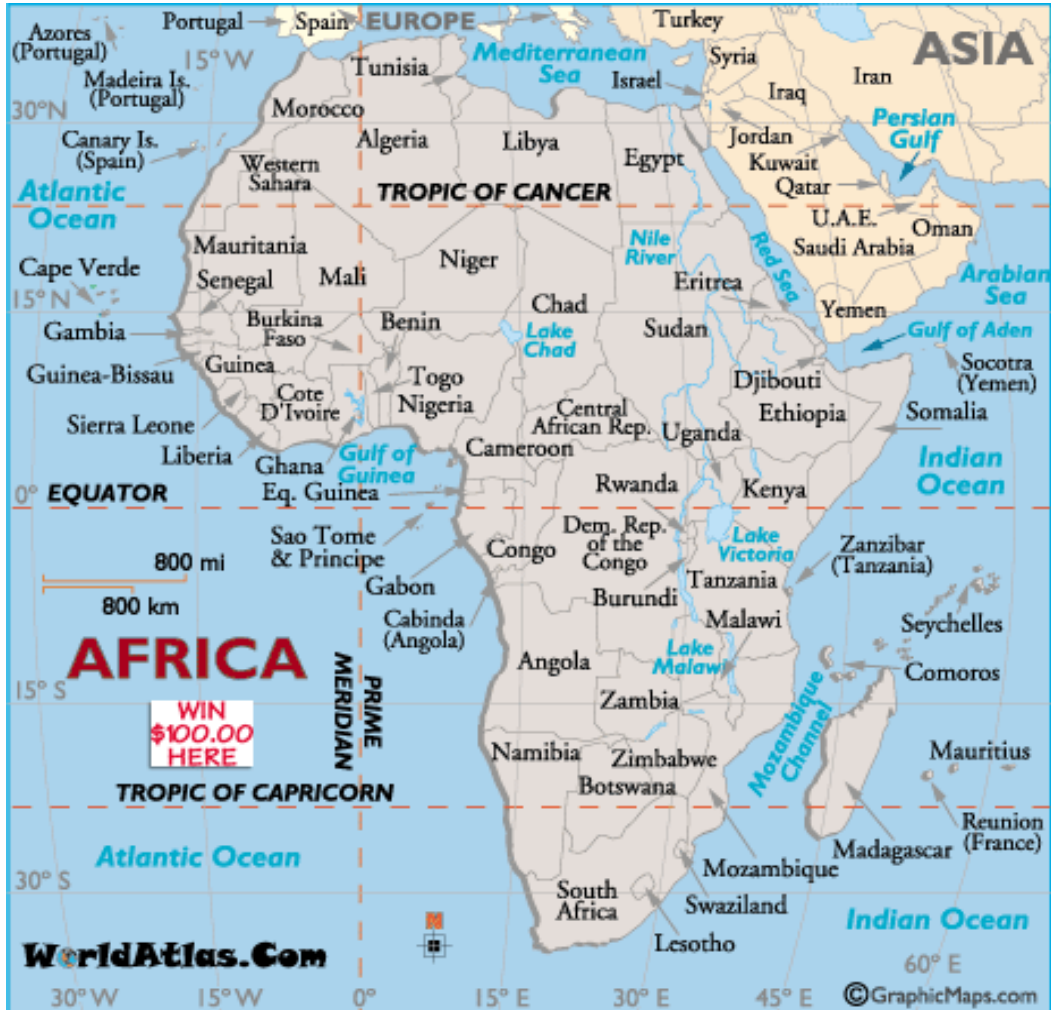 Azores
(Portugal)
Portugal
Spain
EUROPE
Turkey
ASIA
15°W
Mediterranean
Sea
Syria
Madeira Is.
(Portugal)
Tunisia
Israel
Iraq
Iran
30°N
Morocco
Persian
Gulf
Canary Is.
(Spain)
Algeria
Libya
Jordan
Egypt
Kuwait
Western
Sahara
TROPIC OF CANCER
Qatar
Atlantic
Ocean
U.A.E.
Oman
Mauritania
Nile
River
Red Sea
Saudi Arabia
Niger
Cape Verde
Senegal
Mali
Eritrea
Arabian
Sea
15°N
Chad
Yemen
Gambia
Burkina
Faso
Benin
Lake
Chad
Sudan
Gulf of Aden
Guinea
Socotra
(Yemen)
Guinea-Bissau
Togo
Djibouti
Cote
D'Ivoire
Nigeria
Central
African Rep.
Ethiopia
Somalia
Sierra Leone
Uganda
Cameroon
Liberia
Gulf of
Guinea
Ghana
Indian
Ocean
0°
EQUATOR
Eq. Guinea
Rwanda
Kenya
Sao Tome
& Principe
Dem. Rep.
of the
Congo
Lake
Victoria
Congo
Zanzibar
(Tanzania)
800 mi
Gabon
Tanzania
800 km
Cabinda
(Angola)
Burundi
Malawi
Seychelles
AFRICA
Angola
Lake
Malawi
Comoros
15° S
PRIME
MERIDIAN
Zambia
Mozambique
Channel
WIN
$100.00
HERE
Namibia
Zimbabwe
Mauritius
Botswana
TROPIC OF CAPRICORN
Reunion
(France)
Madagascar
Atlantic Ocean
Mozambique
30° S
South
Africa
Swaziland
Indian Ocean
Lesotho
WorldAtlas.Com
60° E
30°W
15°W
0°
15° E
30° E
45° E
©GraphicMaps.com